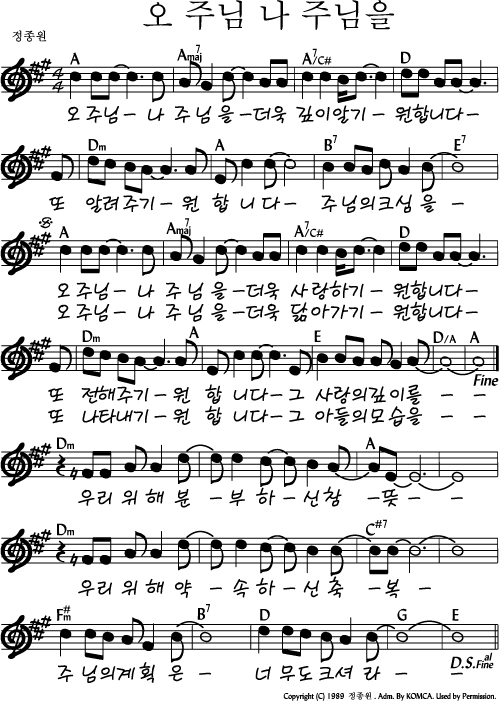 오 주님 나 주님을
정종원
A Amaj7 A7/C# D
오 주님 - 나 주님을 - 더욱 깊이알기 - 원합니다 -
Dm A B7 E7
또 알려주기 - 원 합 니 다 - 주님의크심 을 -
A Amaj7 A7/C# D
오 주님 - 나 주 님 을 - 더욱 사랑하기 - 원합니다 -
오 주님 - 나 주 님 을 - 더욱 닮아가기 - 원합니다 -
Dm A E D/A A
Fine
또 전해주기 - 원 합 니다 - 그 사랑의깊이를 - -
또 나타내기 - 원 합 니다 - 그 아들의모습을 - -
Dm A
우리 위 해 분 - 부 하 - 신참 - 뜻 - -
Dm C#7
우리 위 해 약 - 속 하 - 신 축 - 복 -
F#m B7 D G E
주 님의계획 은 - 너 무도크셔 라 - -
D.S. al Fine
Copyright (C) 1989 정종원 . Adm. By KOMCA. Used by Permission.